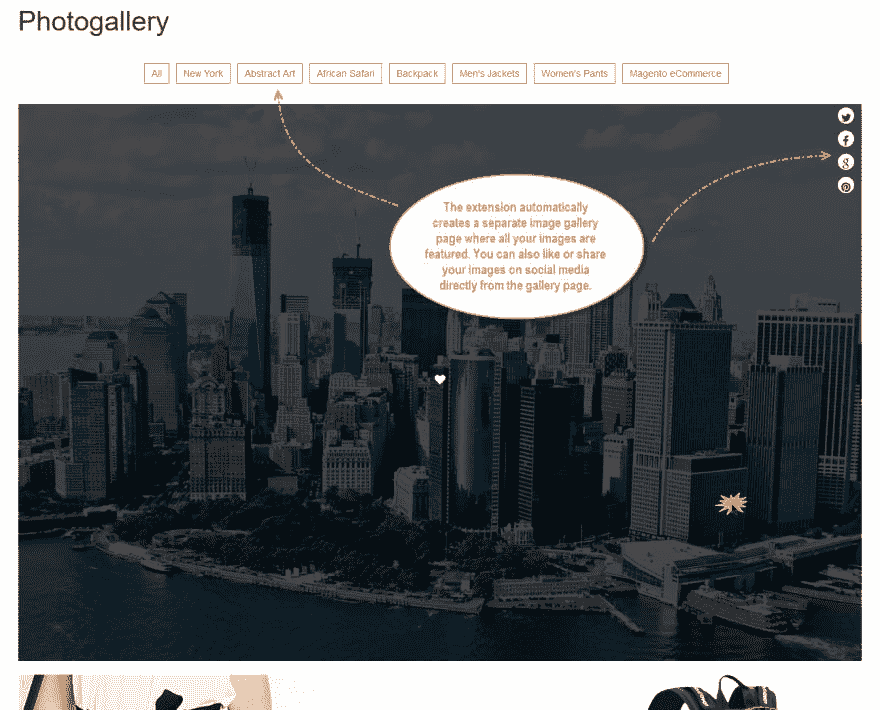 Photogallery
All New York Abstract Art African Safari Backpack Men's Jackets Women's Pants Magento eCommerce
The extension automatically
creates a separate image gallery
page where all your images are
featured. You can also like or share
your images on social media
directly from the gallery page.